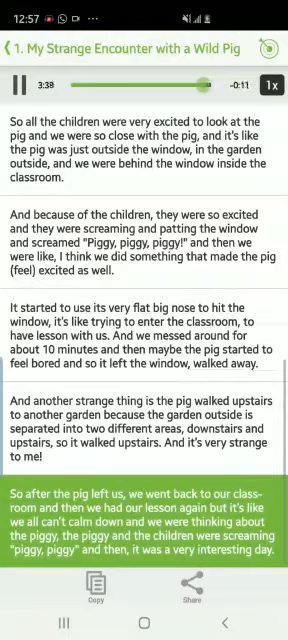 12:57
1. My Strange Encounter with a Wild Pig
3:38
-0:11
1x
So all the children were very excited to look at the
pig and we were so close with the pig, and it's like
the pig was just outside the window, in the garden
outside, and we were behind the window inside the
classroom.
And because of the children, they were so excited
and they were screaming and patting the window
and screamed "Piggy, piggy, piggy!" and then we
were like, I think we did something that made the pig
(feel) excited as well.
It started to use its very flat big nose to hit the
window, it's like trying to enter the classroom, to
have lesson with us. And we messed around for
about 10 minutes and then maybe the pig started to
feel bored and so it left the window, walked away.
And another strange thing is the pig walked upstairs
to another garden because the garden outside is
separated into two different areas, downstairs and
upstairs, so it walked upstairs. And it's very strange
to me!
So after the pig left us, we went back to our class-
room and then we had our lesson again but it's like
we all can't calm down and we were thinking about
the piggy, the piggy and the children were screaming
"piggy, piggy" and then, it was a very interesting day.
Copy
Share